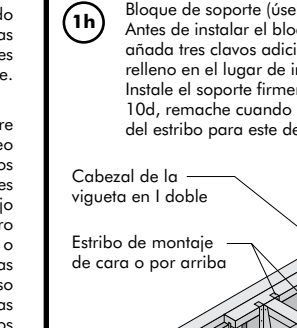 do
as
es
e.
re
eo
os
es
jo
ro
o
as
so
as
os
1h
Bloque de soporte (úse
Antes de instalar el bloc
añada tres clavos adici
relleno en el lugar de in
Instale el soporte firmem
10d, remache cuando
del estribo para este de
Cabezal de la
vigueta en I doble
Estribo de montaje
de cara o por arriba